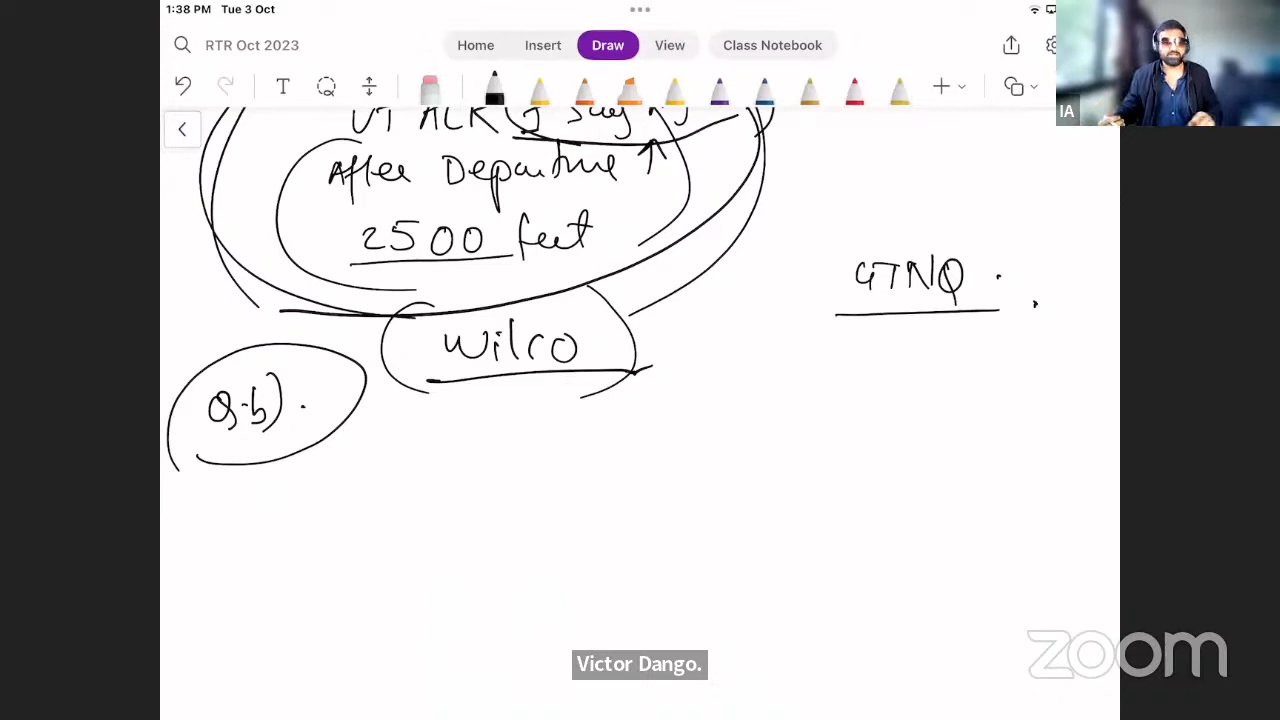 1:38 PM Tue 3 Oct
RTR Oct 2023
Home Insert Draw View Class Notebook
T
IA
After Departure ↑
2500 feet
GTNQ .
Wilco
Q.b).
Victor Dango.
zoom